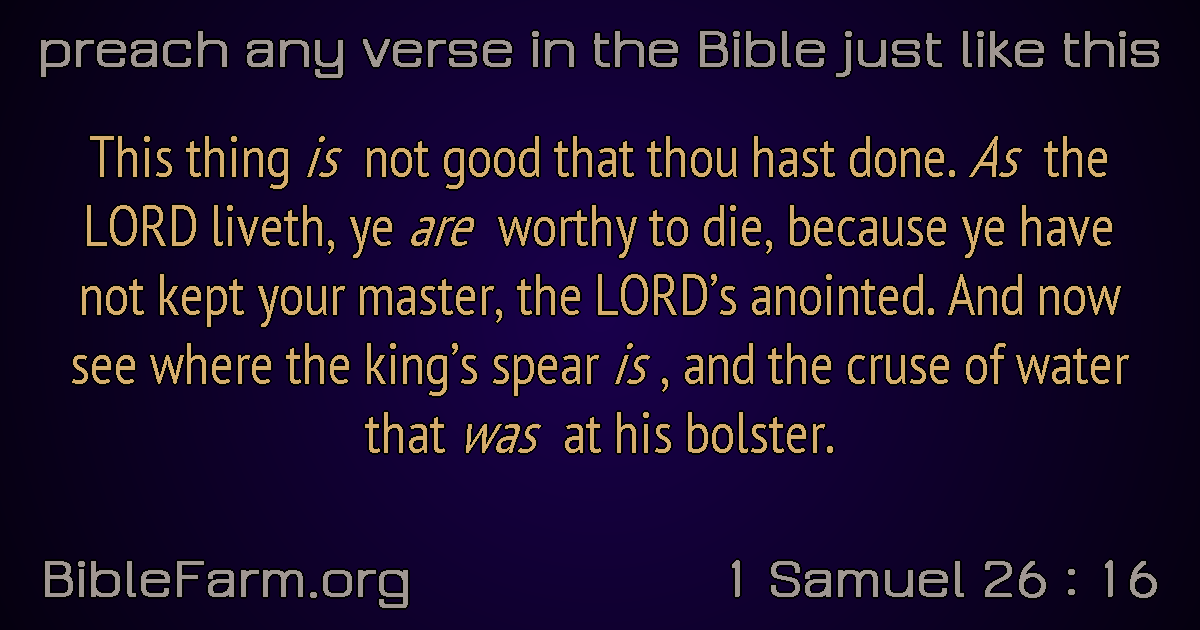 preach any verse in the Bible just like this
This thing is not good that thou hast done. As the
LORD liveth, ye are worthy to die, because ye have
not kept your master, the LORD’s anointed. And now
see where the king’s spear is , and the cruse of water
that was at his bolster.
BibleFarm.org
1 Samuel 26 : 16